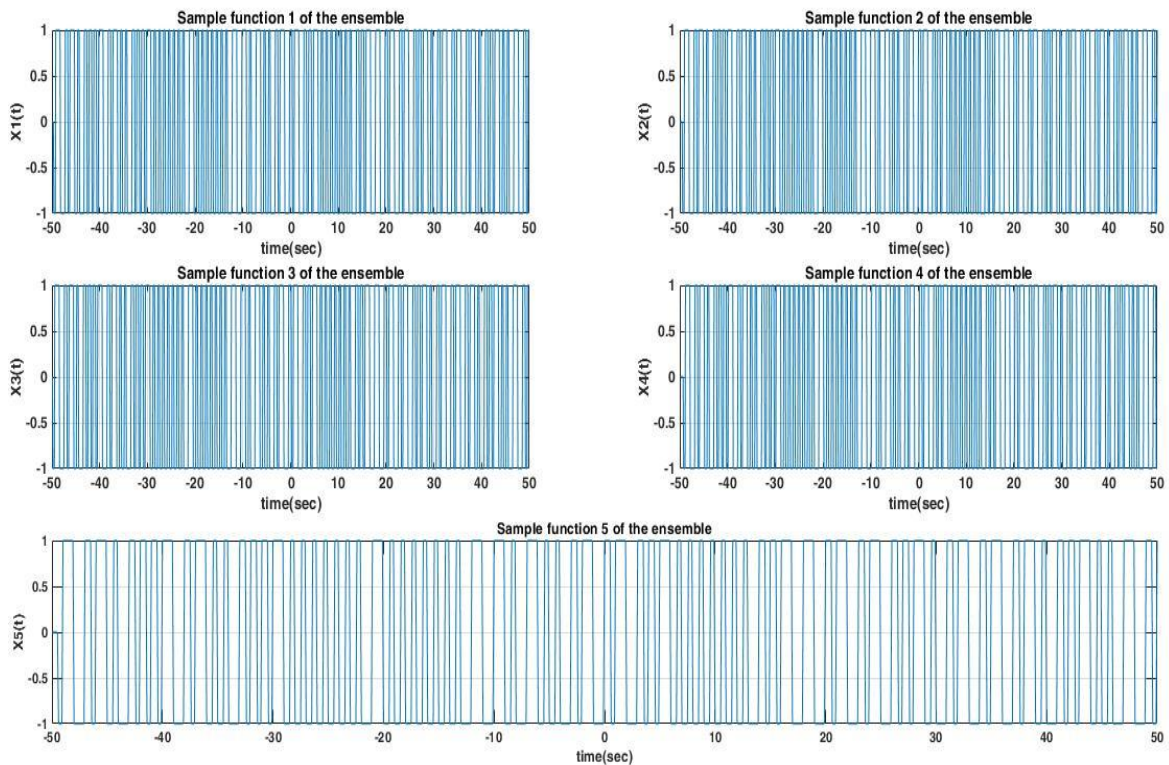 Sample function 1 of the ensemble
1
0.5
0
-0.5
-1
X1(t)
-50 -40 -30 -20 -10 0 10 20 30 40 50
time(sec)
Sample function 2 of the ensemble
1
0.5
0
-0.5
-1
X2(t)
-50 -40 -30 -20 -10 0 10 20 30 40 50
time(sec)
Sample function 3 of the ensemble
1
0.5
0
-0.5
-1
X3(t)
-50 -40 -30 -20 -10 0 10 20 30 40 50
time(sec)
Sample function 4 of the ensemble
1
0.5
0
-0.5
-1
X4(t)
-50 -40 -30 -20 -10 0 10 20 30 40 50
time(sec)
Sample function 5 of the ensemble
1
0.5
0
-0.5
-1
X5(t)
-50 -40 -30 -20 -10 0 10 20 30 40 50
time(sec)